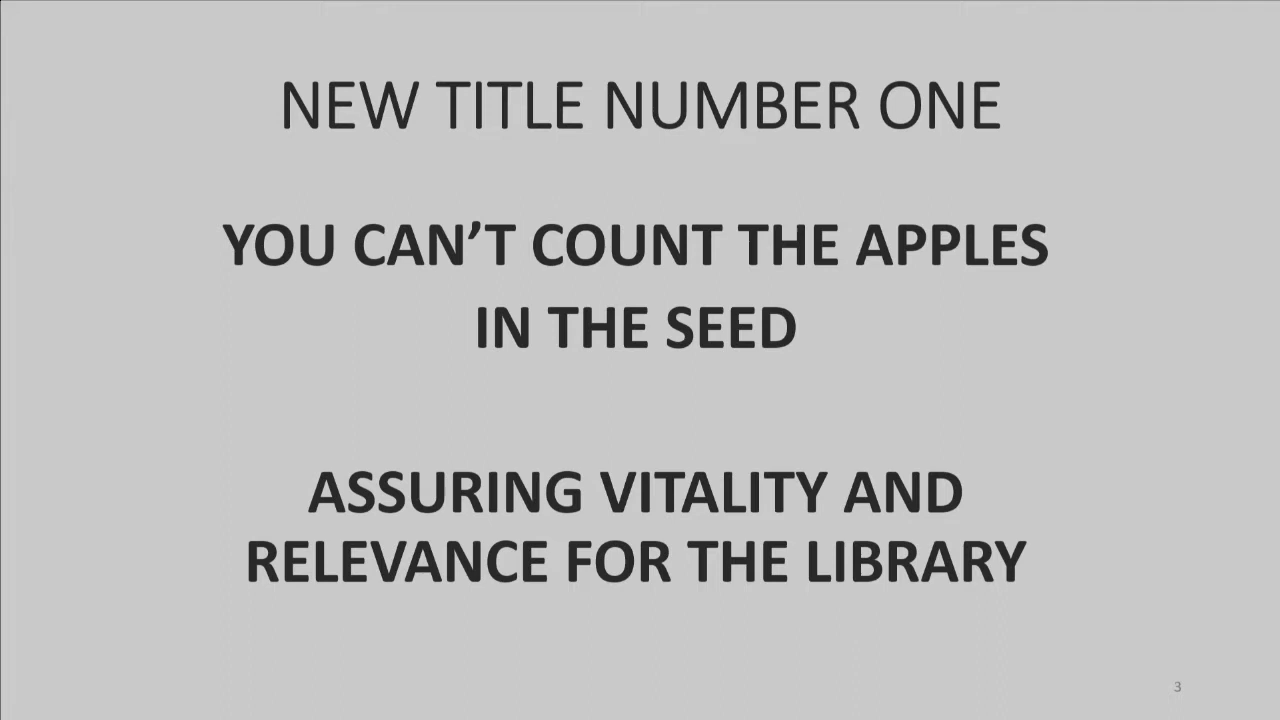 NEW TITLE NUMBER ONE
YOU CAN’T COUNT THE APPLES
IN THE SEED
ASSURING VITALITY AND
RELEVANCE FOR THE LIBRARY
3